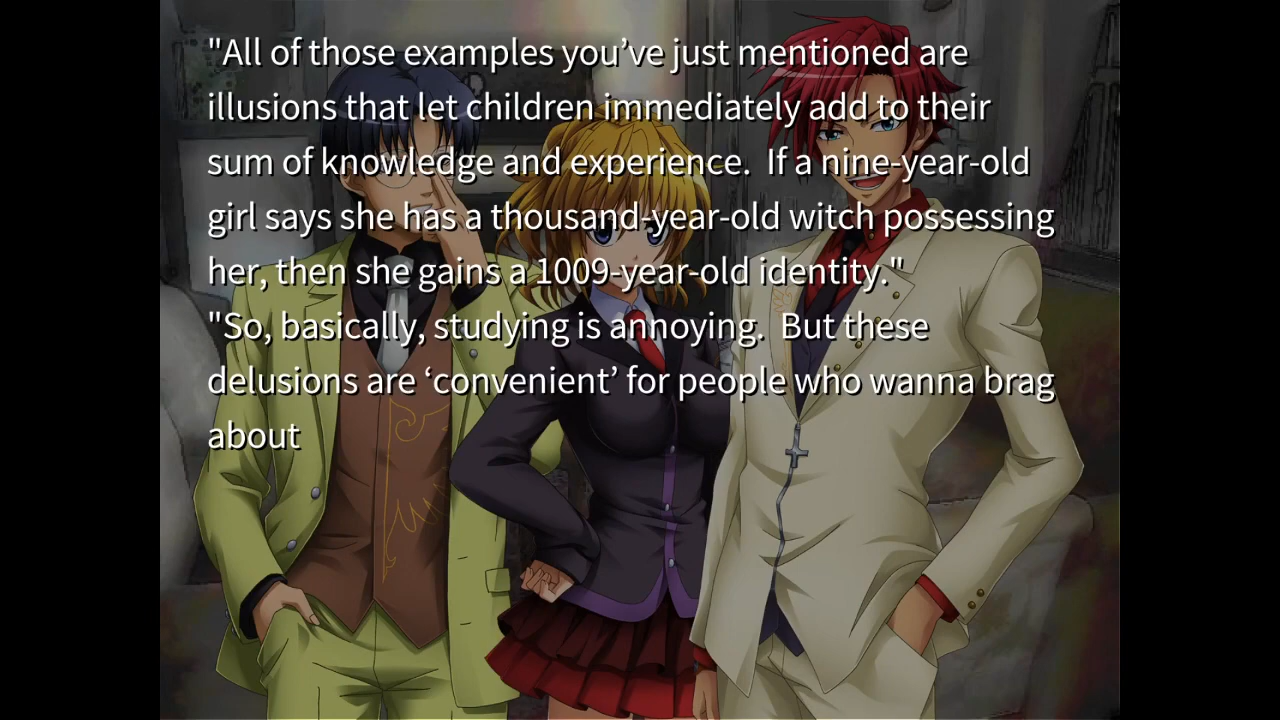 "All of those examples you’ve just mentioned are
illusions that let children immediately add to their
sum of knowledge and experience.  If a nine-year-old
girl says she has a thousand-year-old witch possessing
her, then she gains a 1009-year-old identity."
"So, basically, studying is annoying.  But these
delusions are ‘convenient’ for people who wanna brag
about